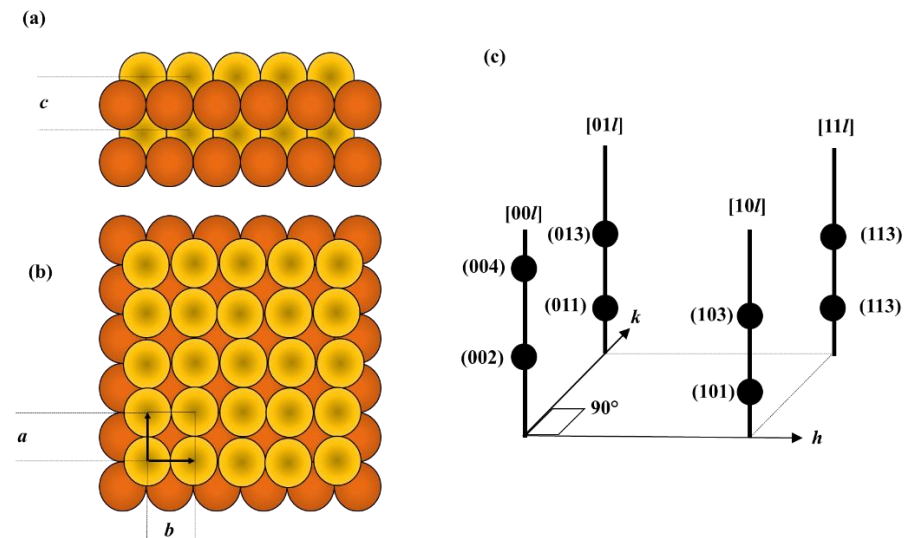 (a)
c
(b)
a
b
(c)
[00l]
[01l]
[10l]
[11l]
(004)
(002)
(013)
(011)
(103)
(101)
(113)
(113)
k
90°
h